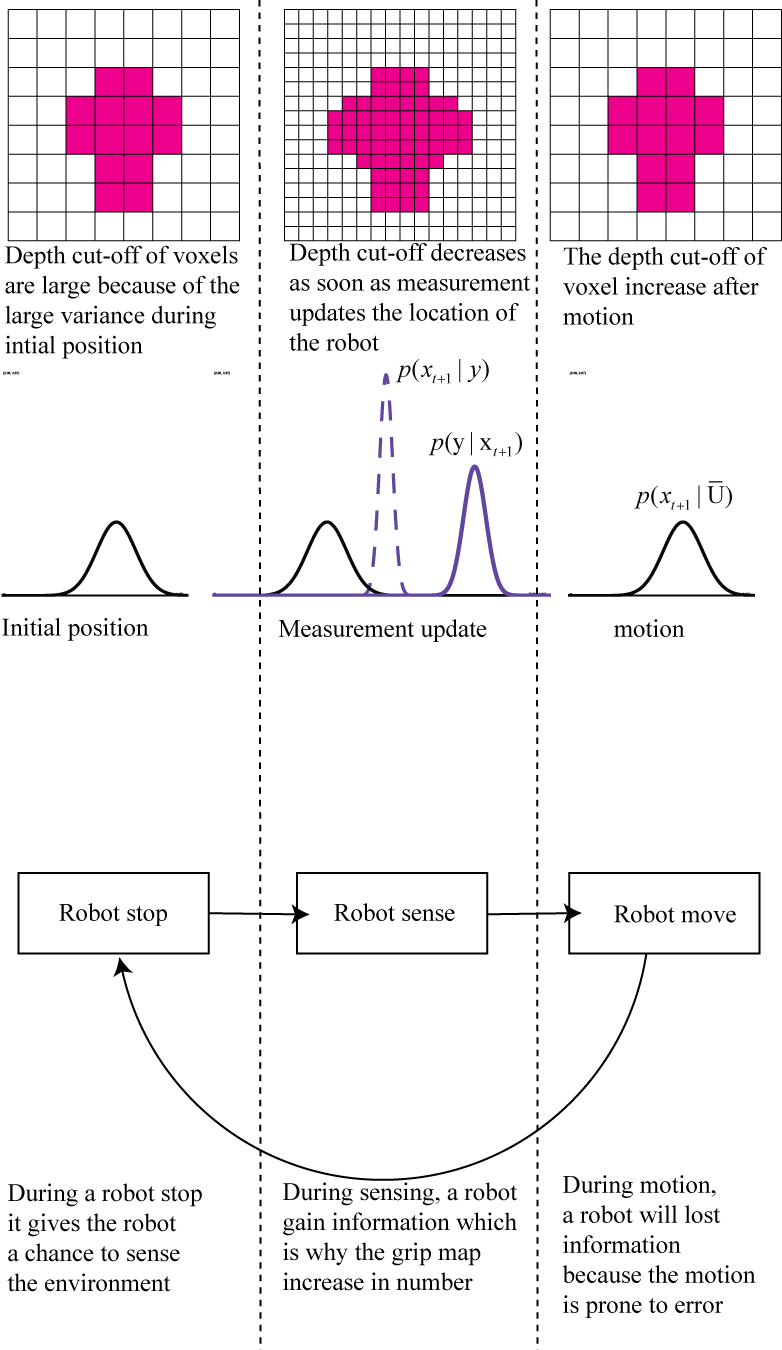 Depth cut-off of voxels
are large because of the
large variance during
intial position
Depth cut-off decreases
as soon as measurement
updates the location of
the robot
The depth cut-off of
voxel increase after
motion
p(x_{t+1} | y)
p(y | x_{t+1})
p(x_{t+1} | Ū)
Initial position
Measurement update
motion
Robot stop
Robot sense
Robot move
During a robot stop
it gives the robot
a chance to sense
the environment
During sensing, a robot
gain information which
is why the grip map
increase in number
During motion,
a robot will lost
information
because the motion
is prone to error